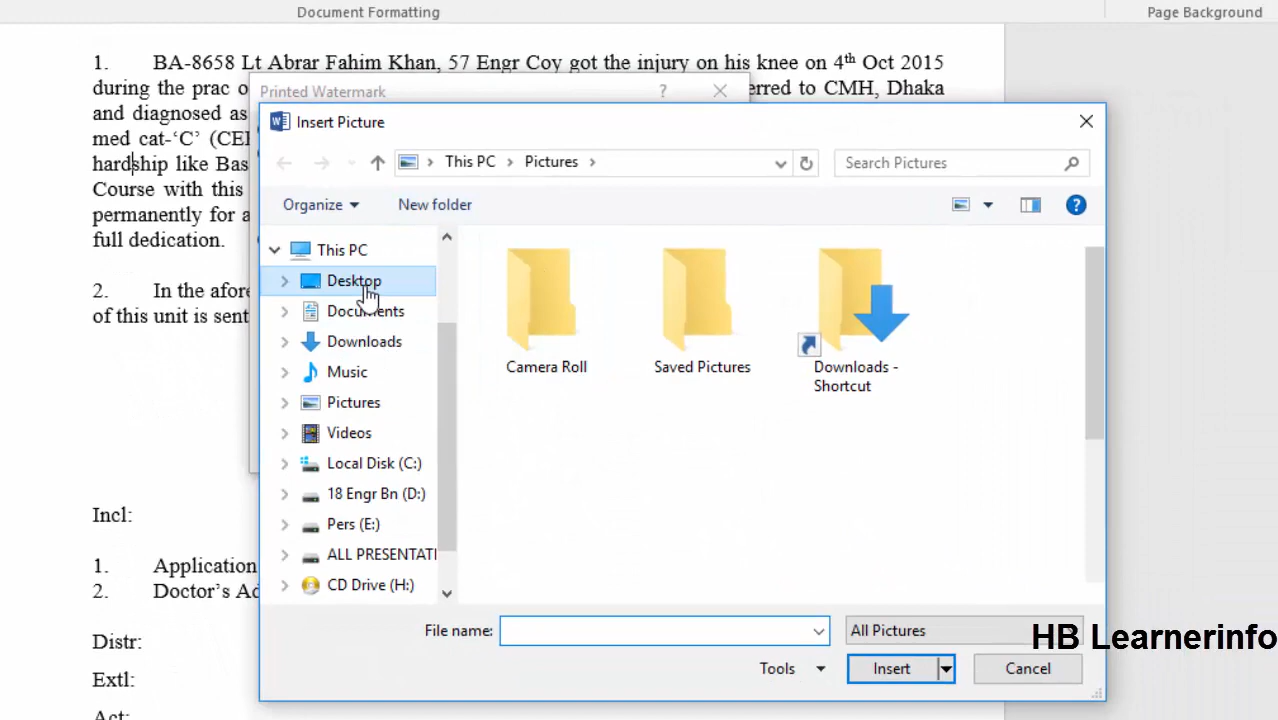 Document Formatting
Page Background
1. BA-8658 Lt Abrar Fahim Khan, 57 Engr Coy got the injury on his knee on 4th Oct 2015
during the prac o
erred to CMH, Dhaka
and diagnosed as
med cat-‘C’ (CEE
hardship like Bas
Course with this
permanently for a
full dedication.
2. In the afore
of this unit is sent
Incl:
1. Application
2. Doctor’s Ad
Distr:
Extl:
Act:
Printed Watermark
?
Insert Picture
This PC
Pictures
Search Pictures
Organize
New folder
This PC
Desktop
Documents
Downloads
Music
Pictures
Videos
Local Disk (C:)
18 Engr Bn (D:)
Pers (E:)
ALL PRESENTATI
CD Drive (H:)
Camera Roll
Saved Pictures
Downloads -
Shortcut
File name:
All Pictures
Tools
Insert
Cancel
HB Learnerinfo